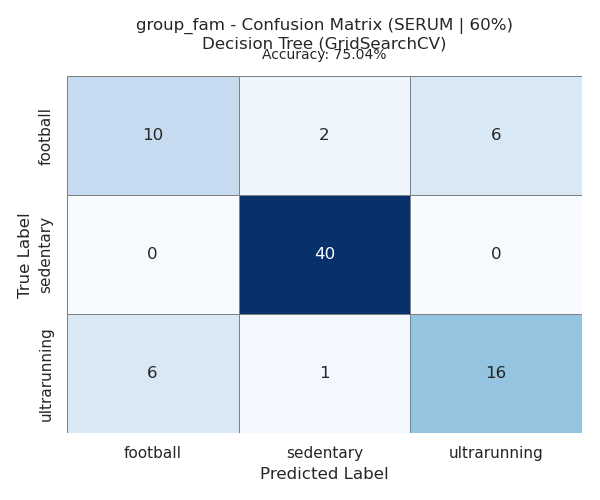 group_fam - Confusion Matrix (SERUM | 60%)
Decision Tree (GridSearchCV)
Accuracy: 75.04%
True Label
football
10 2 6
sedentary
0 40 0
ultrarunning
6 1 16
football sedentary ultrarunning
Predicted Label